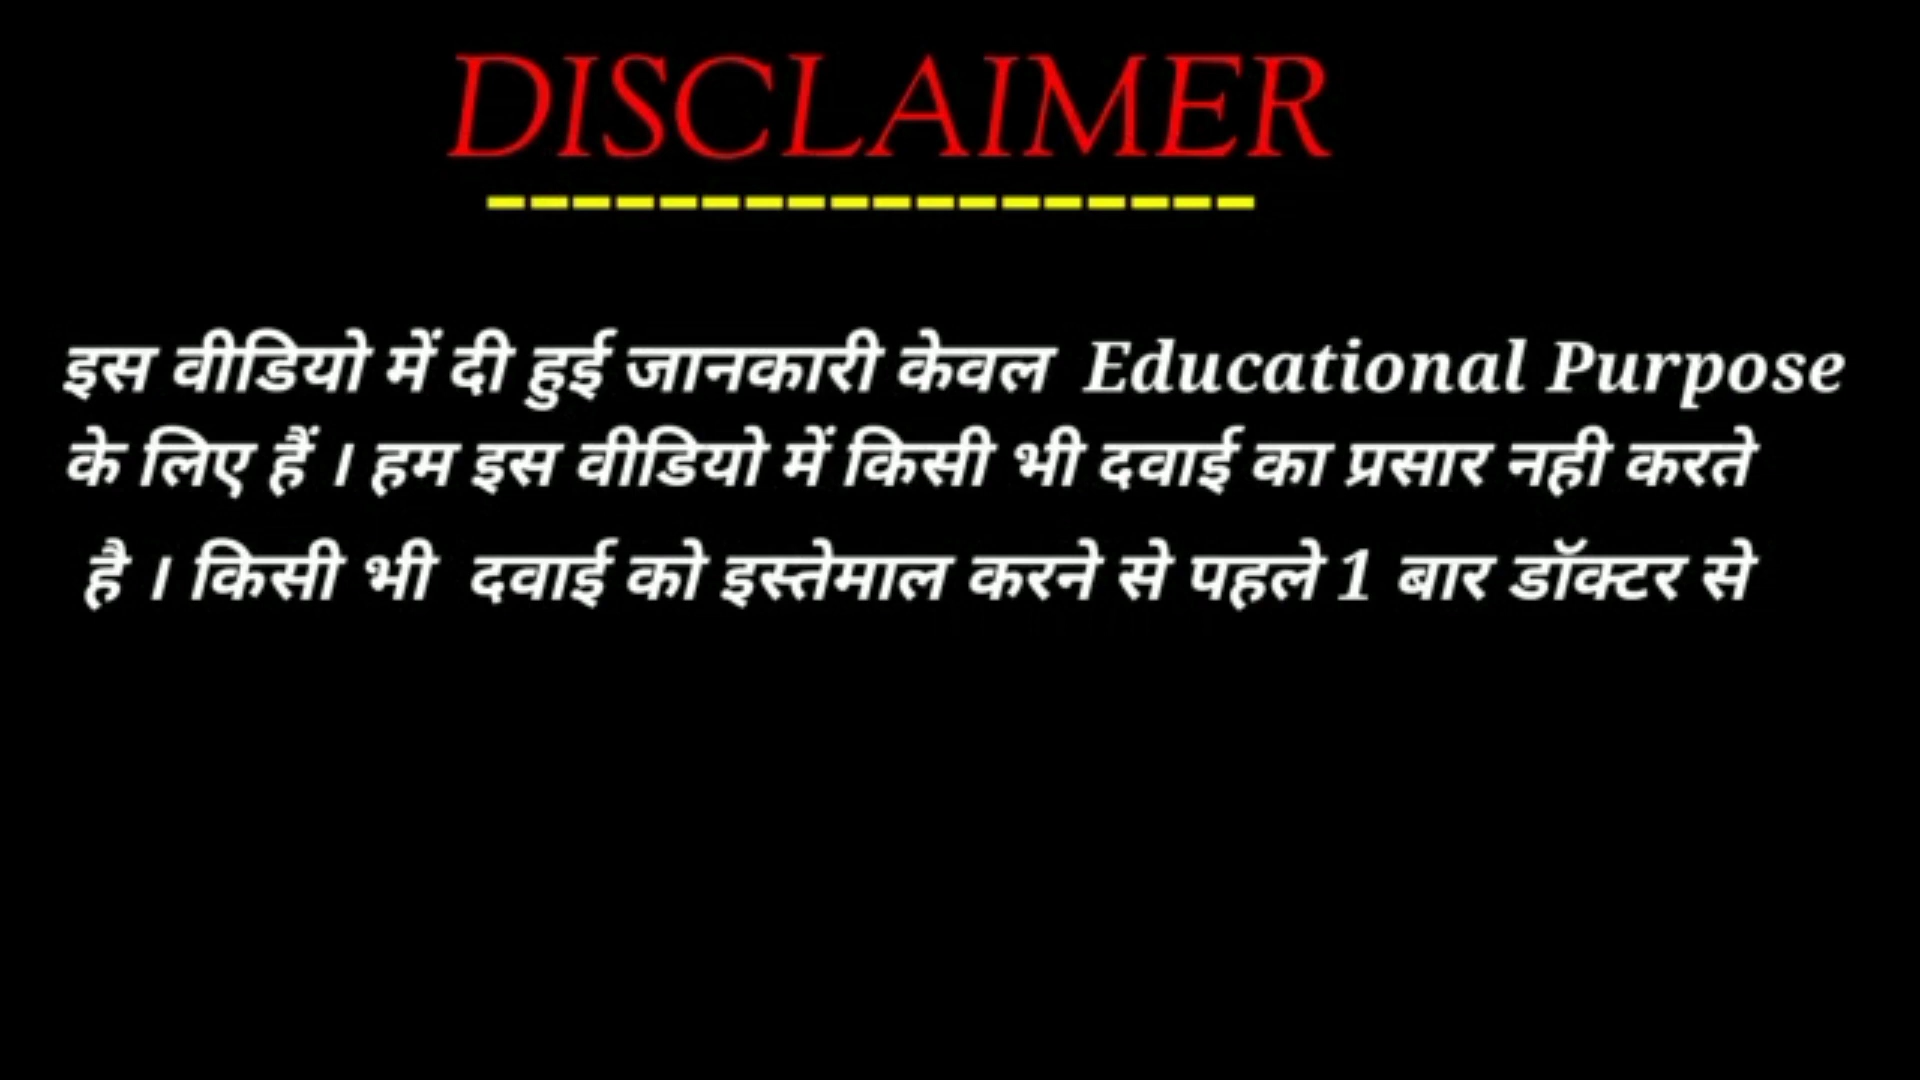 DISCLAIMER
------------------
इस वीडियो में दी हुई जानकारी केवल Educational Purpose
के लिए हैं । हम इस वीडियो में किसी भी दवाई का प्रसार नही करते
है । किसी भी दवाई को इस्तेमाल करने से पहले 1 बार डॉक्टर से